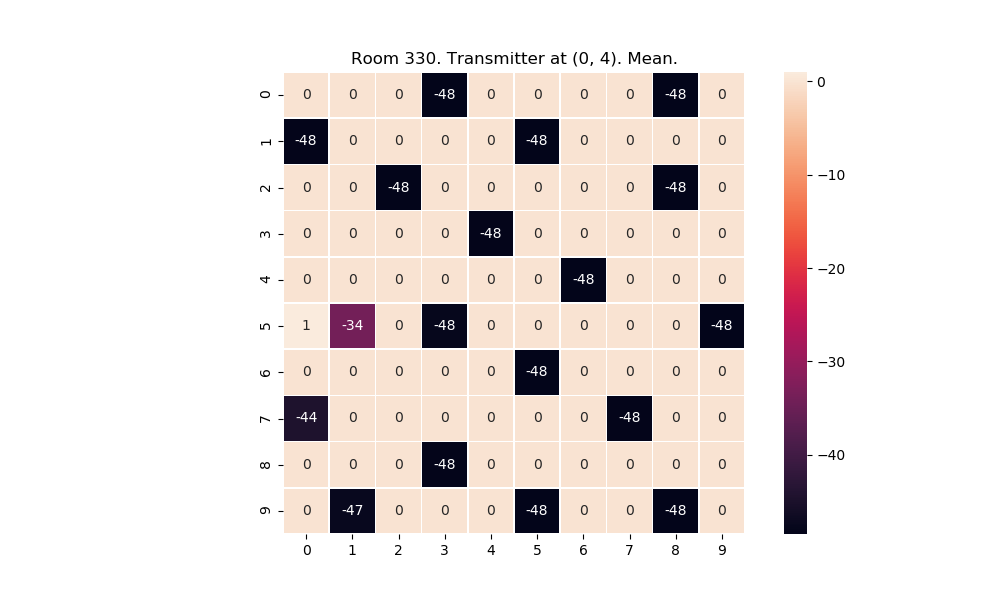 Room 330. Transmitter at (0, 4). Mean.
0 0 0 0 -48 0 0 0 0 -48 0
1 -48 0 0 0 0 -48 0 0 0 0
2 0 0 -48 0 0 0 0 0 -48 0
3 0 0 0 0 -48 0 0 0 0 0
4 0 0 0 0 0 0 -48 0 0 0
5 1 -34 0 -48 0 0 0 0 0 -48
6 0 0 0 0 0 -48 0 0 0 0
7 -44 0 0 0 0 0 0 -48 0 0
8 0 0 0 -48 0 0 0 0 0 0
9 0 -47 0 0 0 -48 0 0 -48 0
0 1 2 3 4 5 6 7 8 9
0
−10
−20
−30
−40